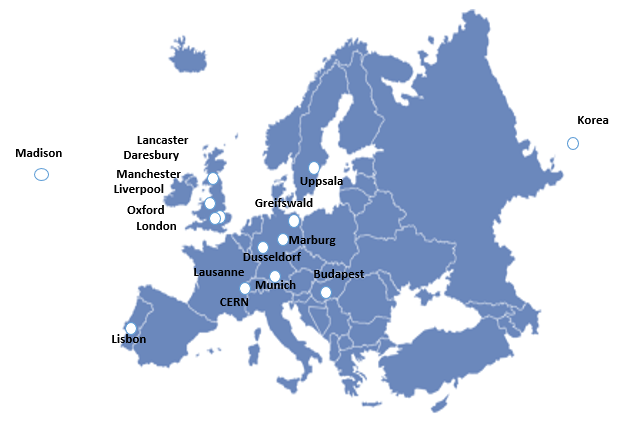 Korea
Lancaster
Daresbury
Madison
Manchester
Liverpool
Uppsala
Greifswald
Oxford
London
Marburg
Dusseldorf
Lausanne
Budapest
Munich
CERN
Lisbon